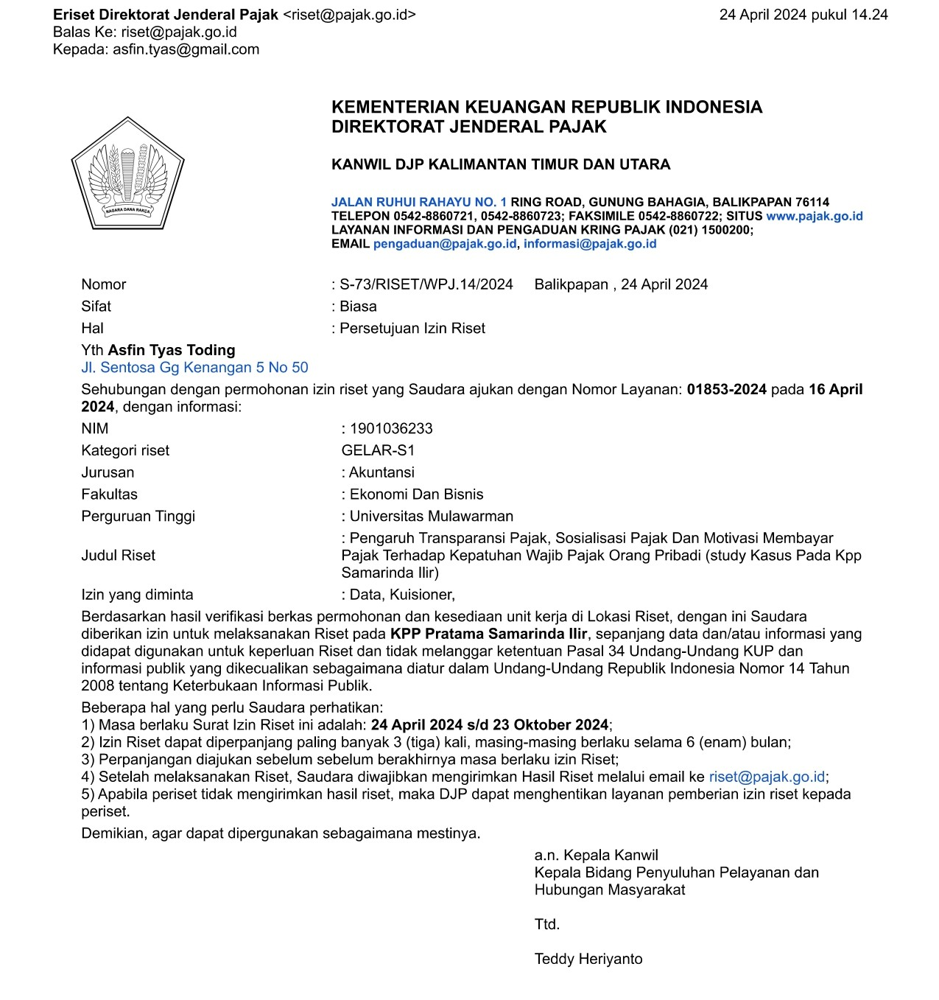 Eriset Direktorat Jenderal Pajak <riset@pajak.go.id> 24 April 2024 pukul 14.24
Balas Ke: riset@pajak.go.id
Kepada: asfin.tyas@gmail.com
KEMENTERIAN KEUANGAN REPUBLIK INDONESIA
DIREKTORAT JENDERAL PAJAK
KANWIL DJP KALIMANTAN TIMUR DAN UTARA
NAGARA DANA RAKÇA
JALAN RUHUI RAHAYU NO. 1 RING ROAD, GUNUNG BAHAGIA, BALIKPAPAN 76114
TELEPON 0542-8860721, 0542-8860723; FAKSIMILE 0542-8860722; SITUS www.pajak.go.id
LAYANAN INFORMASI DAN PENGADUAN KRING PAJAK (021) 1500200;
EMAIL pengaduan@pajak.go.id, informasi@pajak.go.id
Nomor : S-73/RISET/WPJ.14/2024 Balikpapan , 24 April 2024
Sifat : Biasa
Hal : Persetujuan Izin Riset
Yth Asfin Tyas Toding
Jl. Sentosa Gg Kenangan 5 No 50
Sehubungan dengan permohonan izin riset yang Saudara ajukan dengan Nomor Layanan: 01853-2024 pada 16 April
2024, dengan informasi:
NIM : 1901036233
Kategori riset GELAR-S1
Jurusan : Akuntansi
Fakultas : Ekonomi Dan Bisnis
Perguruan Tinggi : Universitas Mulawarman
: Pengaruh Transparansi Pajak, Sosialisasi Pajak Dan Motivasi Membayar
Judul Riset Pajak Terhadap Kepatuhan Wajib Pajak Orang Pribadi (study Kasus Pada Kpp
Samarinda Ilir)
Izin yang diminta : Data, Kuisioner,
Berdasarkan hasil verifikasi berkas permohonan dan kesediaan unit kerja di Lokasi Riset, dengan ini Saudara
diberikan izin untuk melaksanakan Riset pada KPP Pratama Samarinda Ilir, sepanjang data dan/atau informasi yang
didapat digunakan untuk keperluan Riset dan tidak melanggar ketentuan Pasal 34 Undang-Undang KUP dan
informasi publik yang dikecualikan sebagaimana diatur dalam Undang-Undang Republik Indonesia Nomor 14 Tahun
2008 tentang Keterbukaan Informasi Publik.
Beberapa hal yang perlu Saudara perhatikan:
1) Masa berlaku Surat Izin Riset ini adalah: 24 April 2024 s/d 23 Oktober 2024;
2) Izin Riset dapat diperpanjang paling banyak 3 (tiga) kali, masing-masing berlaku selama 6 (enam) bulan;
3) Perpanjangan diajukan sebelum sebelum berakhirnya masa berlaku izin Riset;
4) Setelah melaksanakan Riset, Saudara diwajibkan mengirimkan Hasil Riset melalui email ke riset@pajak.go.id;
5) Apabila periset tidak mengirimkan hasil riset, maka DJP dapat menghentikan layanan pemberian izin riset kepada
periset.
Demikian, agar dapat dipergunakan sebagaimana mestinya.
a.n. Kepala Kanwil
Kepala Bidang Penyuluhan Pelayanan dan
Hubungan Masyarakat
Ttd.
Teddy Heriyanto